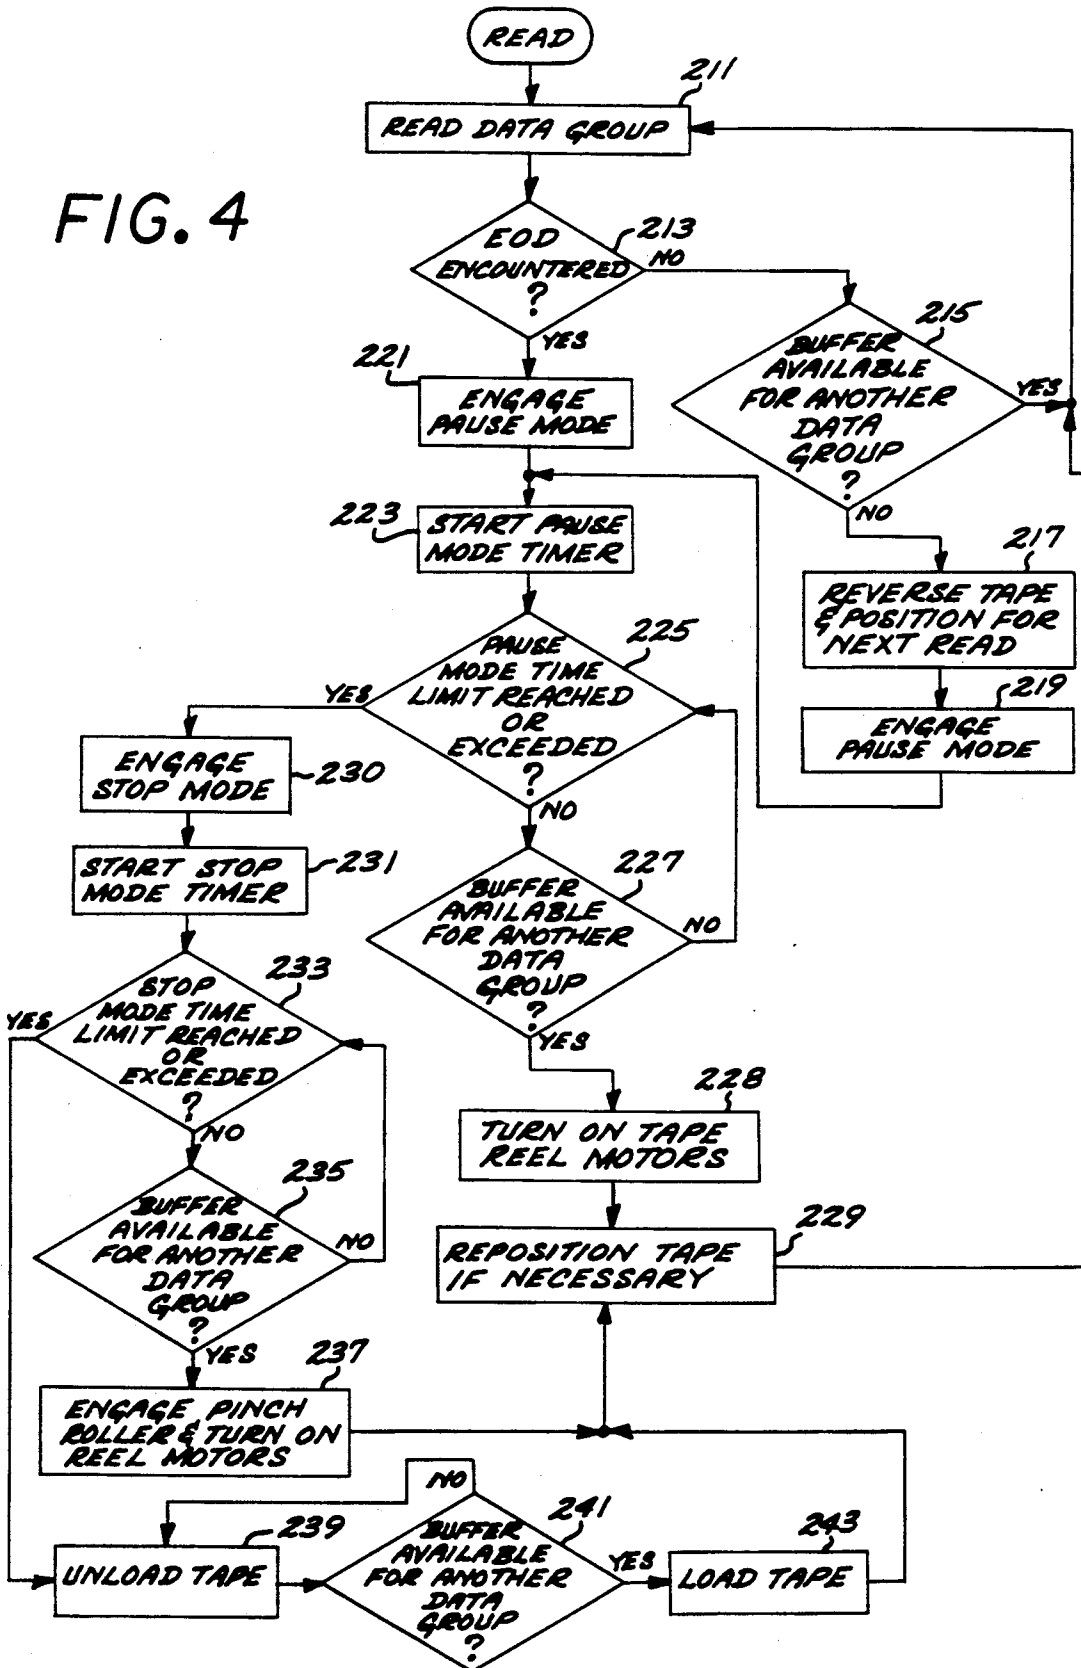 READ
211
READ DATA GROUP
FIG. 4
EOD
ENCOUNTERED
?
213
NO
YES
215
BUFFER
AVAILABLE
FOR ANOTHER
DATA
GROUP
?
YES
NO
221
ENGAGE
PAUSE MODE
223
START PAUSE
MODE TIMER
217
REVERSE TAPE
& POSITION FOR
NEXT READ
219
ENGAGE
PAUSE MODE
225
PAUSE
MODE TIME
LIMIT REACHED
OR
EXCEEDED
?
YES
NO
ENGAGE
STOP MODE
230
START STOP
MODE TIMER
231
227
BUFFER
AVAILABLE
FOR ANOTHER
DATA
GROUP
?
NO
YES
233
STOP
MODE TIME
LIMIT REACHED
OR
EXCEEDED
?
YES
NO
228
TURN ON TAPE
REEL MOTORS
235
BUFFER
AVAILABLE
FOR ANOTHER
DATA
GROUP
?
NO
YES
229
REPOSITION TAPE
IF NECESSARY
237
ENGAGE PINCH
ROLLER & TURN ON
REEL MOTORS
NO
239
UNLOAD TAPE
241
BUFFER
AVAILABLE
FOR ANOTHER
DATA
GROUP
?
YES
243
LOAD TAPE